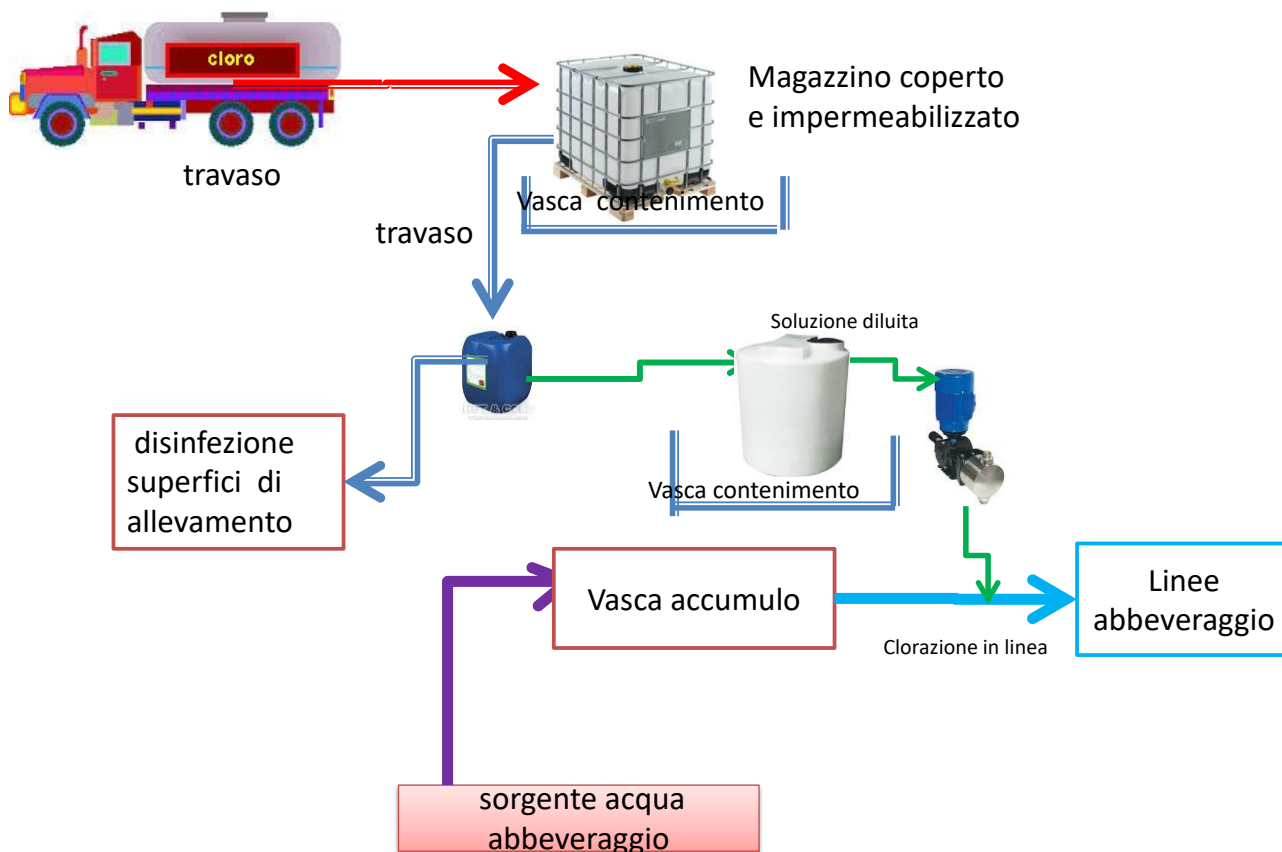 cloro
Magazzino coperto
e impermeabilizzato
travaso
Vasca contenimento
travaso
Soluzione diluita
disinfezione
superfici di
allevamento
Vasca contenimento
Vasca accumulo
Linee
abbeveraggio
Clorazione in linea
sorgente acqua
abbeveraggio